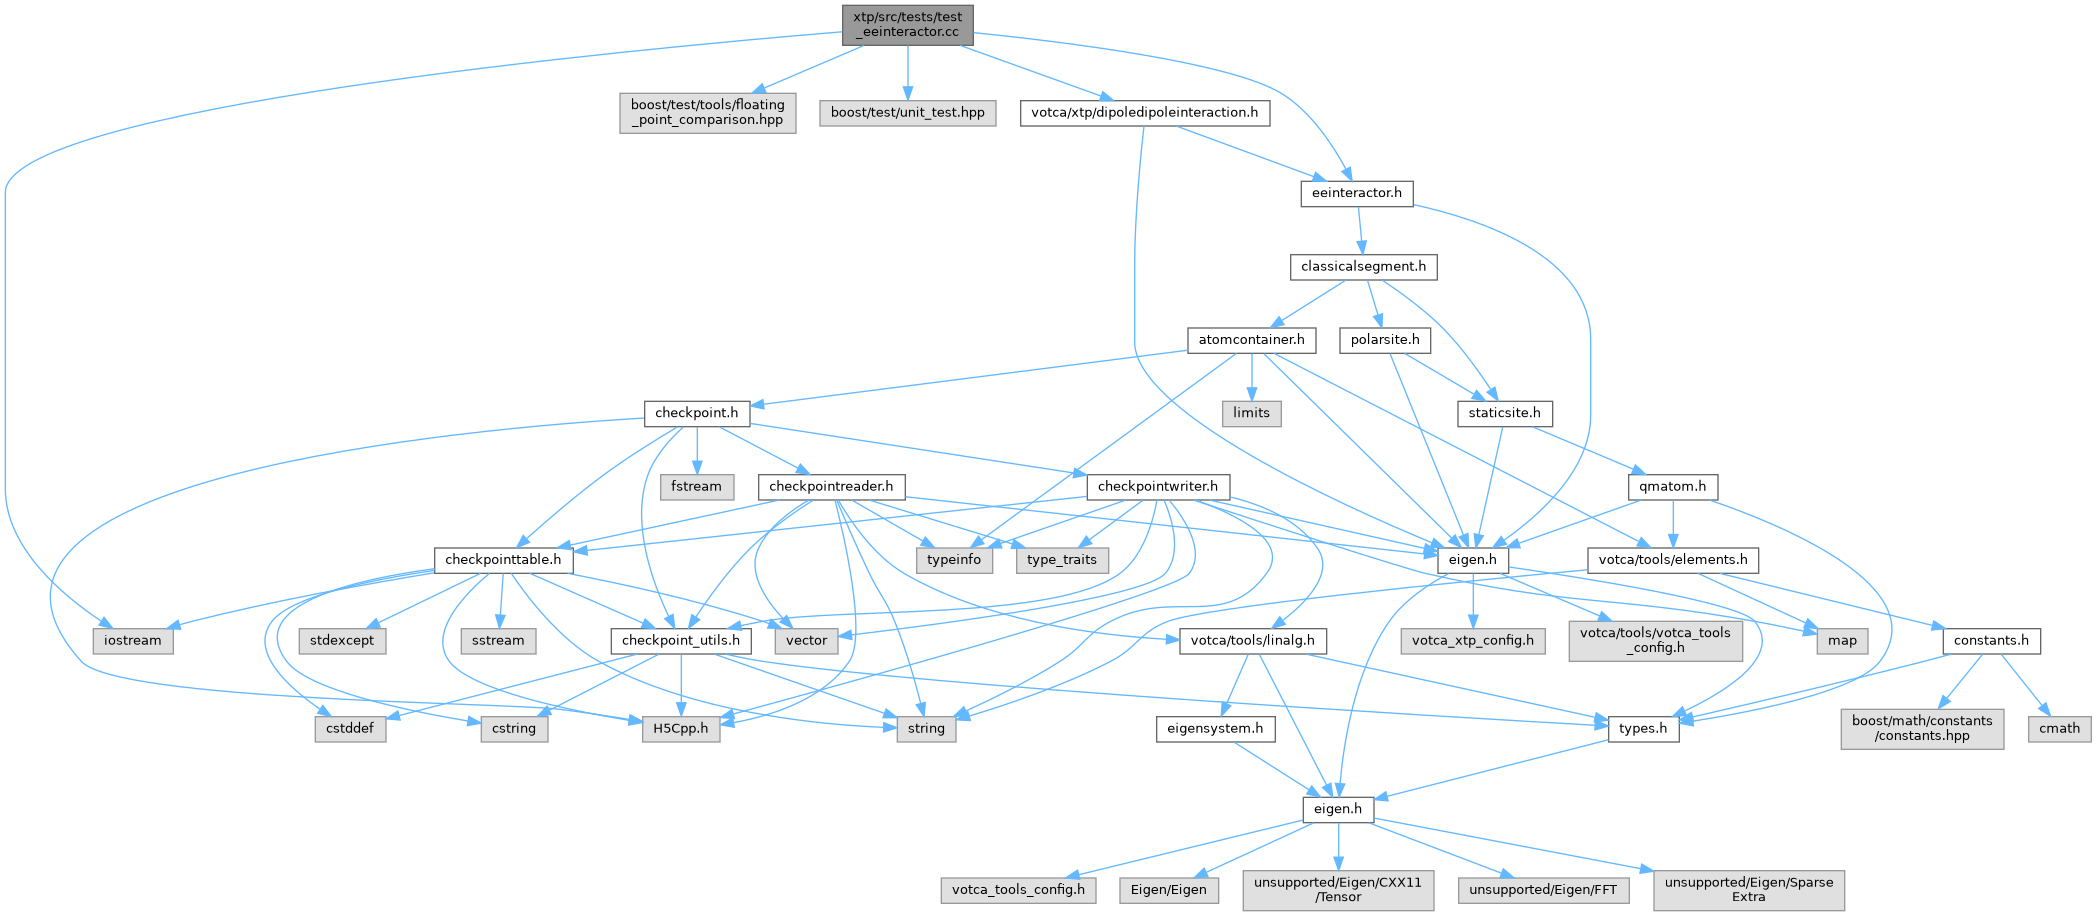 xtp/src/tests/test
_eeinteractor.cc
boost/test/tools/floating
_point_comparison.hpp
boost/test/unit_test.hpp
votca/xtp/dipoledipoleinteraction.h
eeinteractor.h
classicalsegment.h
atomcontainer.h
polarsite.h
checkpoint.h
limits
staticsite.h
fstream
checkpointreader.h
checkpointwriter.h
qmatom.h
checkpointtable.h
typeinfo
type_traits
eigen.h
votca/tools/elements.h
iostream
stdexcept
sstream
checkpoint_utils.h
vector
votca/tools/linalg.h
votca_xtp_config.h
votca/tools/votca_tools
_config.h
map
constants.h
cstddef
cstring
H5Cpp.h
string
eigensystem.h
types.h
boost/math/constants
/constants.hpp
cmath
eigen.h
votca_tools_config.h
Eigen/Eigen
unsupported/Eigen/CXX11
/Tensor
unsupported/Eigen/FFT
unsupported/Eigen/Sparse
Extra